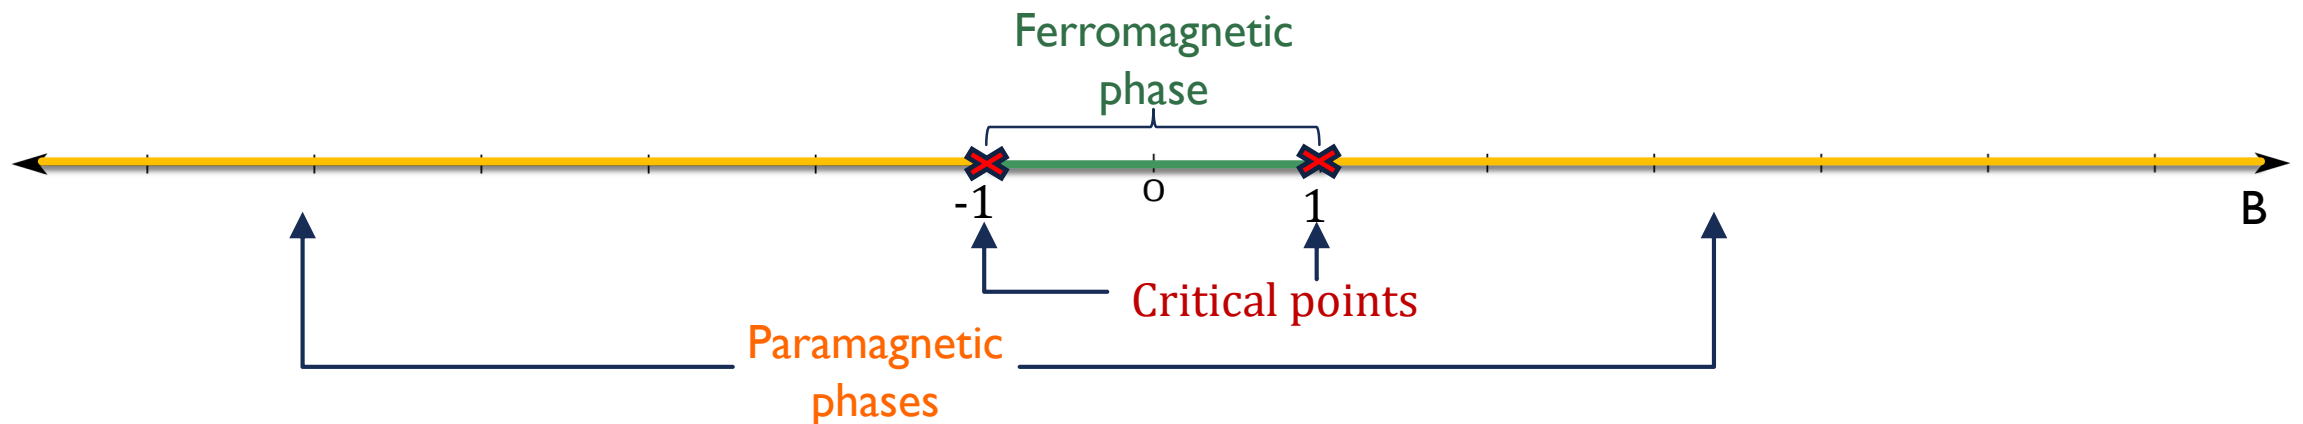 Ferromagnetic
phase
-1
0
1
B
Critical points
Paramagnetic
phases